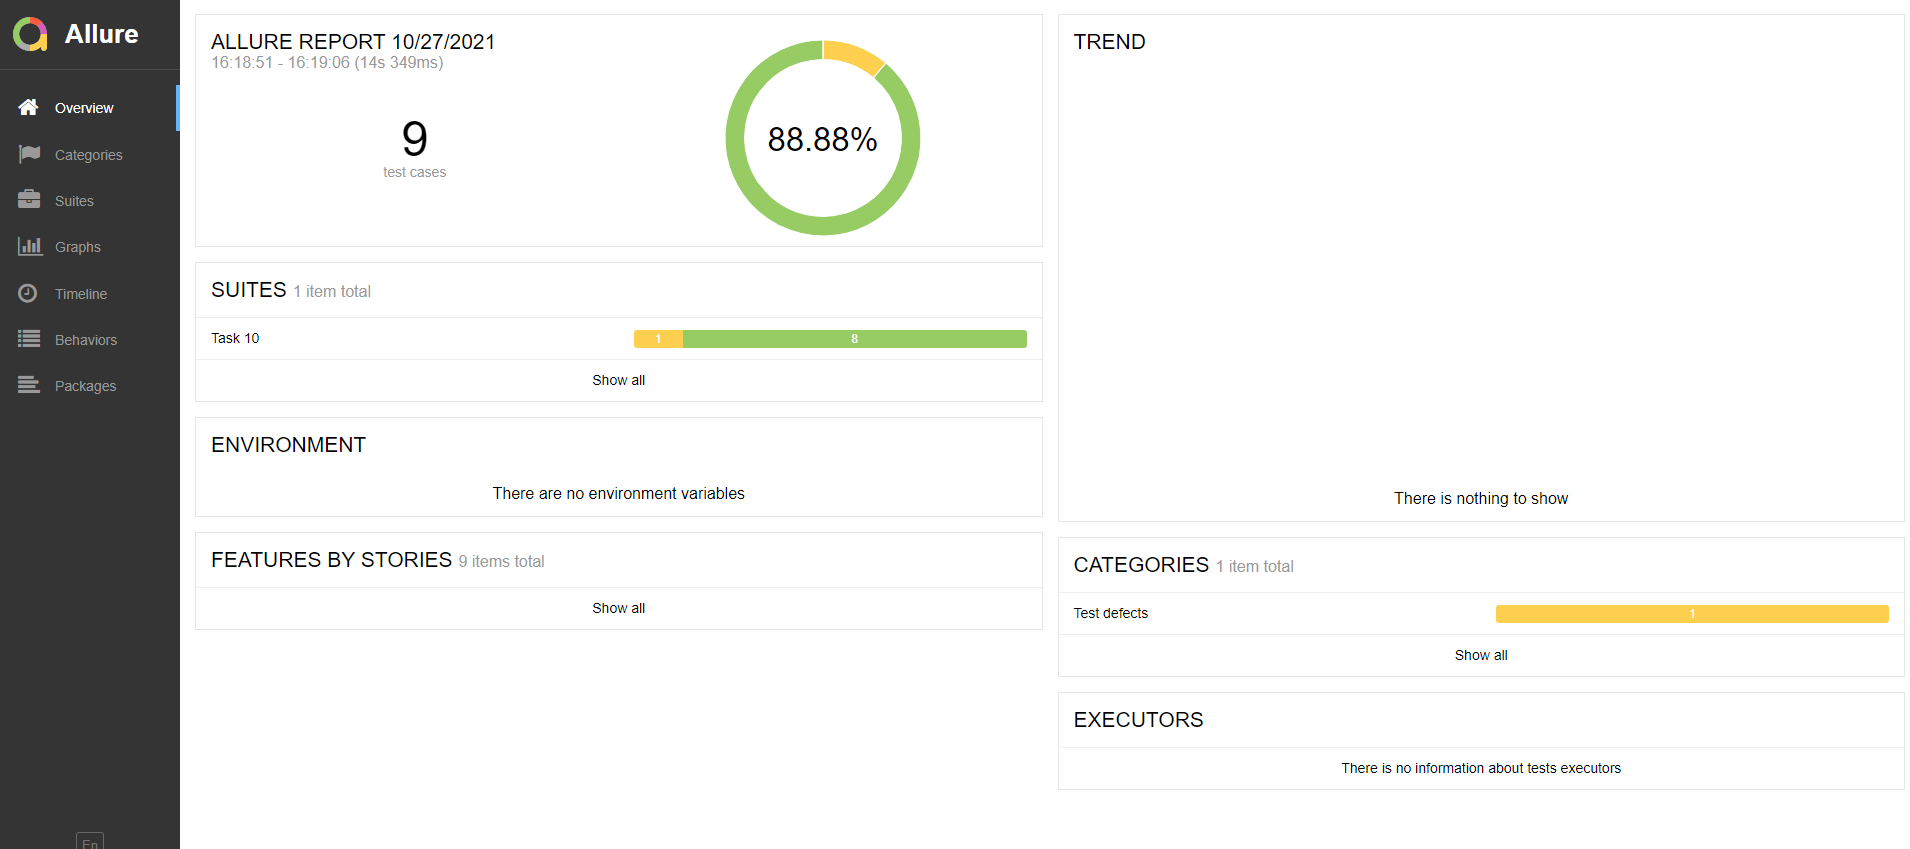 Allure
Overview
Categories
Suites
Graphs
Timeline
Behaviors
Packages
En
ALLURE REPORT 10/27/2021
16:18:51 - 16:19:06 (14s 349ms)
9
test cases
88.88%
SUITES 1 item total
Task 10 1 8
Show all
ENVIRONMENT
There are no environment variables
FEATURES BY STORIES 9 items total
Show all
TREND
There is nothing to show
CATEGORIES 1 item total
Test defects 1
Show all
EXECUTORS
There is no information about tests executors